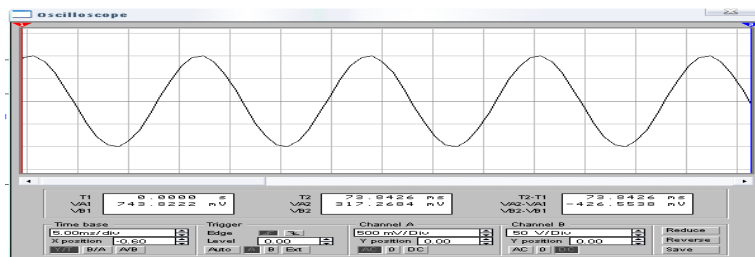 Oscilloscope
1
2
T1 0.0000 s T2 73.8426 ms T2-T1 73.8426 ms
VA1 743.8222 mV VA2 317.2684 mV VA2-VA1 -426.5538 mV
VB1 VB2 VB2-VB1
Time base Trigger Channel A Channel B
5.00ms/div Edge 500 mV/Div 50 V/Div Reduce
X position -0.60 Level 0.00 Y position 0.00 Y position 0.00 Reverse
Y/T B/A A/B Auto A B Ext AC 0 DC AC 0 DC Save